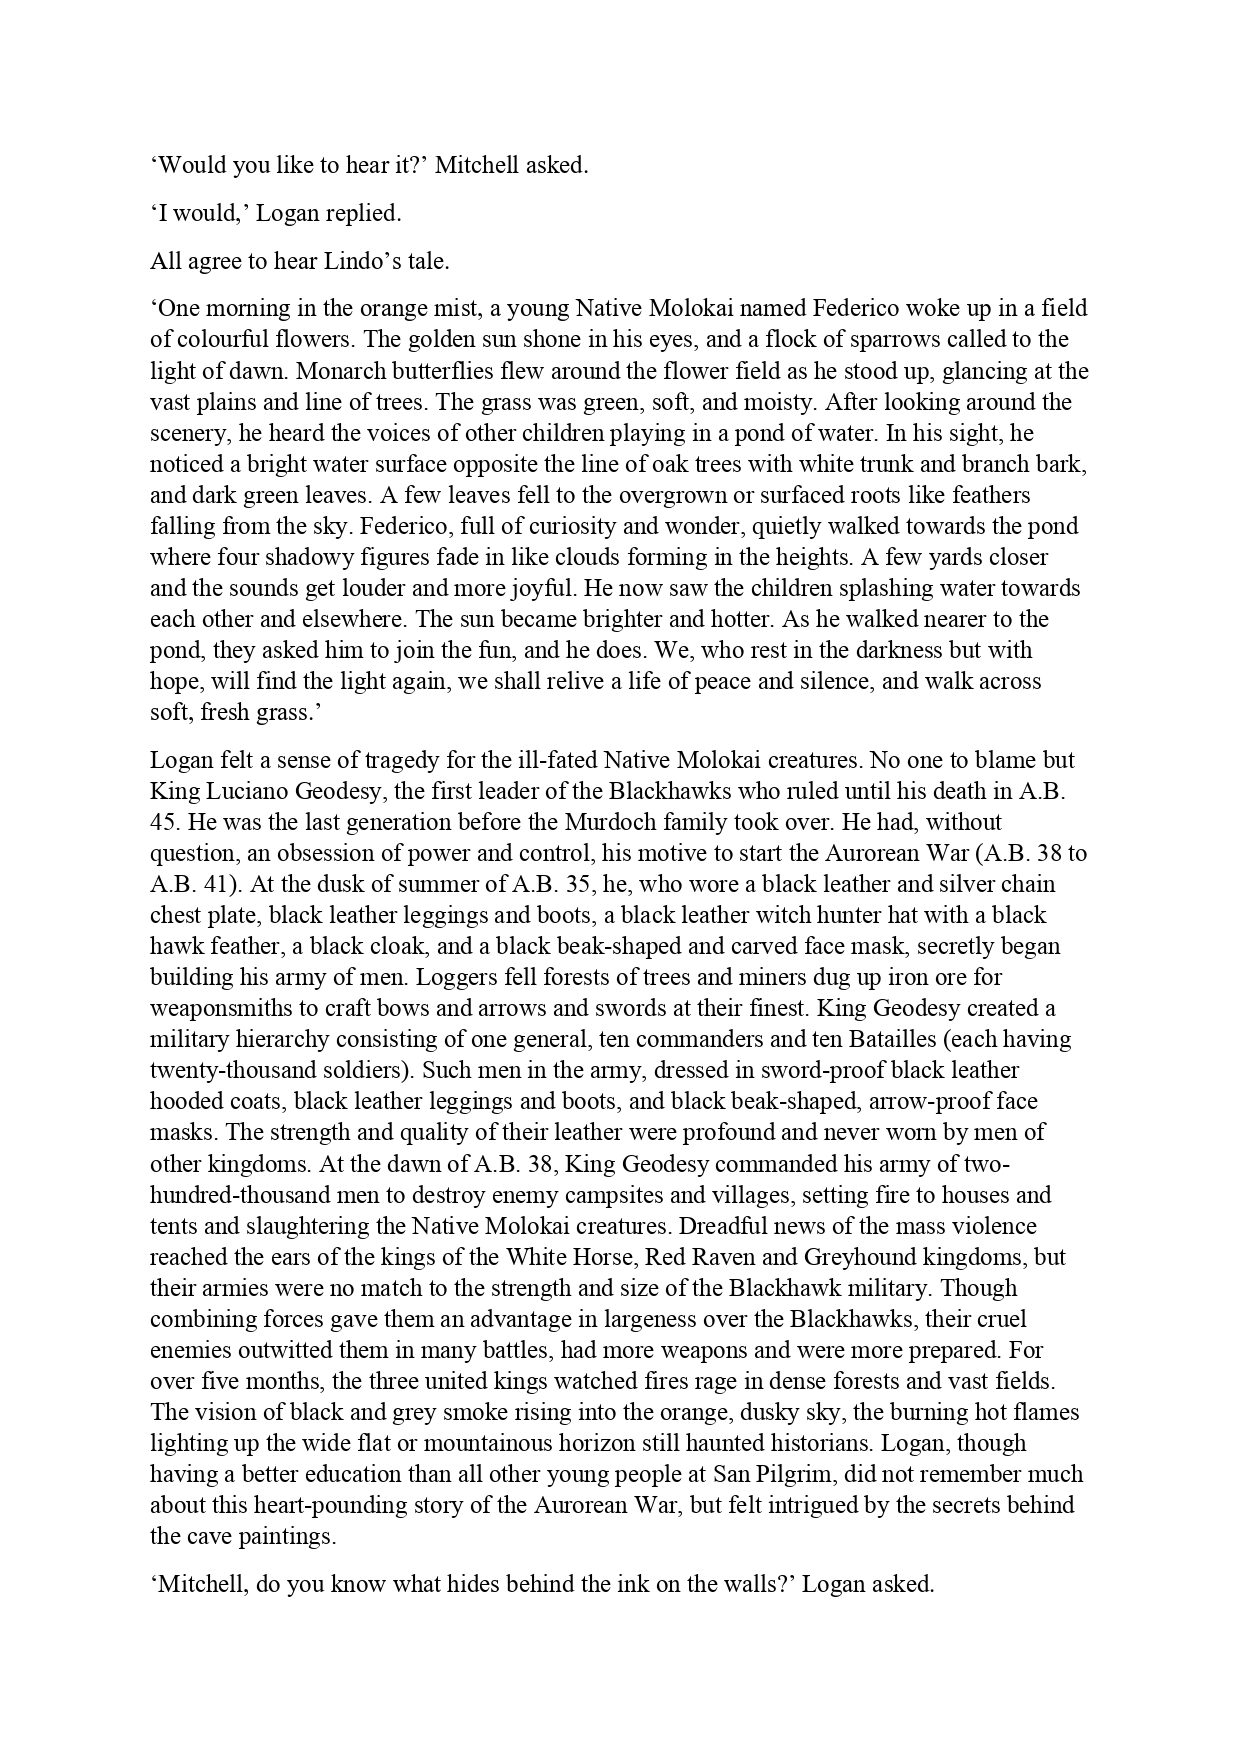 ‘Would you like to hear it?’ Mitchell asked.
‘I would,’ Logan replied.
All agree to hear Lindo’s tale.
‘One morning in the orange mist, a young Native Molokai named Federico woke up in a field
of colourful flowers. The golden sun shone in his eyes, and a flock of sparrows called to the
light of dawn. Monarch butterflies flew around the flower field as he stood up, glancing at the
vast plains and line of trees. The grass was green, soft, and moisty. After looking around the
scenery, he heard the voices of other children playing in a pond of water. In his sight, he
noticed a bright water surface opposite the line of oak trees with white trunk and branch bark,
and dark green leaves. A few leaves fell to the overgrown or surfaced roots like feathers
falling from the sky. Federico, full of curiosity and wonder, quietly walked towards the pond
where four shadowy figures fade in like clouds forming in the heights. A few yards closer
and the sounds get louder and more joyful. He now saw the children splashing water towards
each other and elsewhere. The sun became brighter and hotter. As he walked nearer to the
pond, they asked him to join the fun, and he does. We, who rest in the darkness but with
hope, will find the light again, we shall relive a life of peace and silence, and walk across
soft, fresh grass.’
Logan felt a sense of tragedy for the ill-fated Native Molokai creatures. No one to blame but
King Luciano Geodesy, the first leader of the Blackhawks who ruled until his death in A.B.
45. He was the last generation before the Murdoch family took over. He had, without
question, an obsession of power and control, his motive to start the Aurorean War (A.B. 38 to
A.B. 41). At the dusk of summer of A.B. 35, he, who wore a black leather and silver chain
chest plate, black leather leggings and boots, a black leather witch hunter hat with a black
hawk feather, a black cloak, and a black beak-shaped and carved face mask, secretly began
building his army of men. Loggers fell forests of trees and miners dug up iron ore for
weaponsmiths to craft bows and arrows and swords at their finest. King Geodesy created a
military hierarchy consisting of one general, ten commanders and ten Batailles (each having
twenty-thousand soldiers). Such men in the army, dressed in sword-proof black leather
hooded coats, black leather leggings and boots, and black beak-shaped, arrow-proof face
masks. The strength and quality of their leather were profound and never worn by men of
other kingdoms. At the dawn of A.B. 38, King Geodesy commanded his army of two-
hundred-thousand men to destroy enemy campsites and villages, setting fire to houses and
tents and slaughtering the Native Molokai creatures. Dreadful news of the mass violence
reached the ears of the kings of the White Horse, Red Raven and Greyhound kingdoms, but
their armies were no match to the strength and size of the Blackhawk military. Though
combining forces gave them an advantage in largeness over the Blackhawks, their cruel
enemies outwitted them in many battles, had more weapons and were more prepared. For
over five months, the three united kings watched fires rage in dense forests and vast fields.
The vision of black and grey smoke rising into the orange, dusky sky, the burning hot flames
lighting up the wide flat or mountainous horizon still haunted historians. Logan, though
having a better education than all other young people at San Pilgrim, did not remember much
about this heart-pounding story of the Aurorean War, but felt intrigued by the secrets behind
the cave paintings.
‘Mitchell, do you know what hides behind the ink on the walls?’ Logan asked.